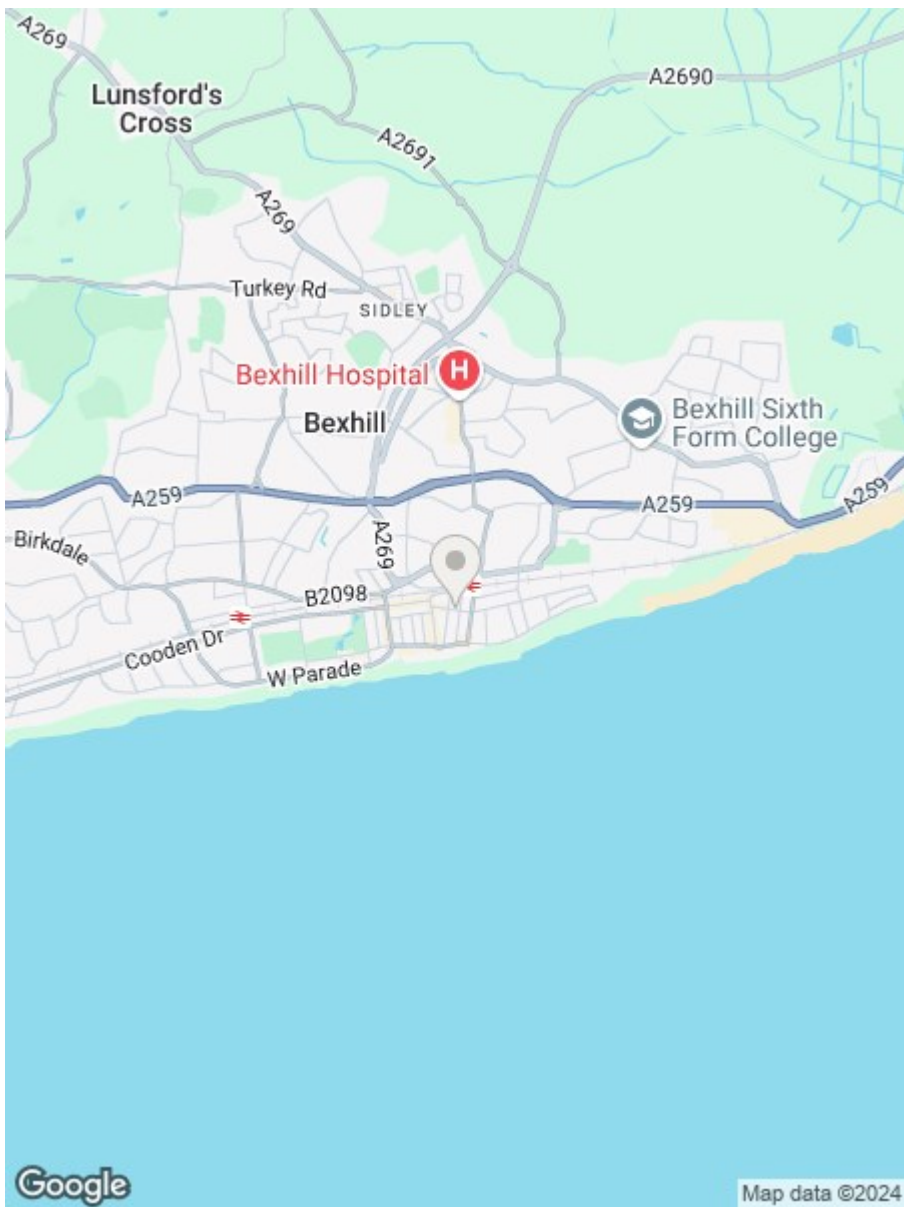 A269
A2690
Lunsford's
Cross
A2691
A269
Turkey Rd
SIDLEY
H
Bexhill Hospital
Bexhill Sixth
Form College
Bexhill
A259
A259
A259
A269
Birkdale
B2098
Cooden Dr
W Parade
Google
Map data ©2024